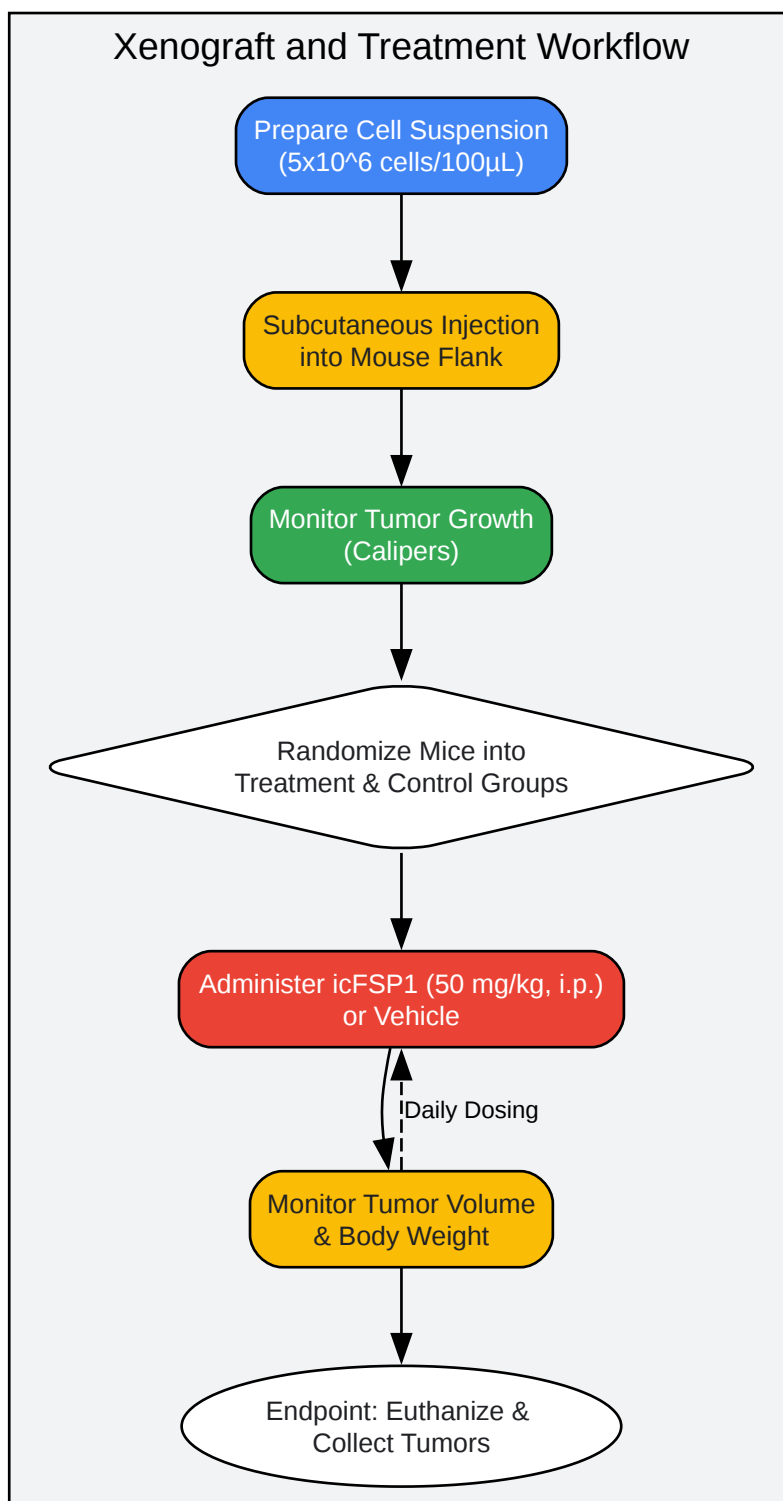 Xenograft and Treatment Workflow
Prepare Cell Suspension
(5x10^6 cells/100µL)
Subcutaneous Injection
into Mouse Flank
Monitor Tumor Growth
(Calipers)
Randomize Mice into
Treatment & Control Groups
Administer icFSP1 (50 mg/kg, i.p.)
or Vehicle
Daily Dosing
Monitor Tumor Volume
& Body Weight
Endpoint: Euthanize &
Collect Tumors